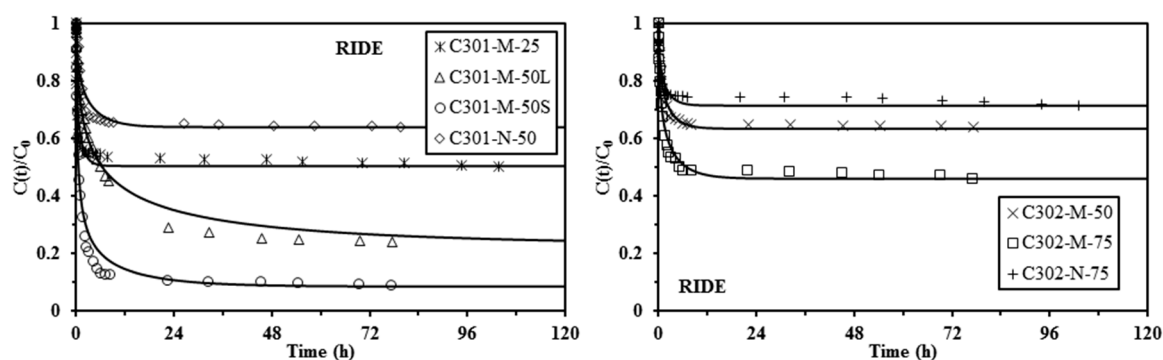 C(t)/C0
1
0.8
0.6
0.4
0.2
0
RIDE
C301-M-25
C301-M-50L
C301-M-50S
C301-N-50
0 24 48 72 96 120
Time (h)
C(t)/C0
1
0.8
0.6
0.4
0.2
0
C302-M-50
C302-M-75
C302-N-75
RIDE
0 24 48 72 96 120
Time (h)